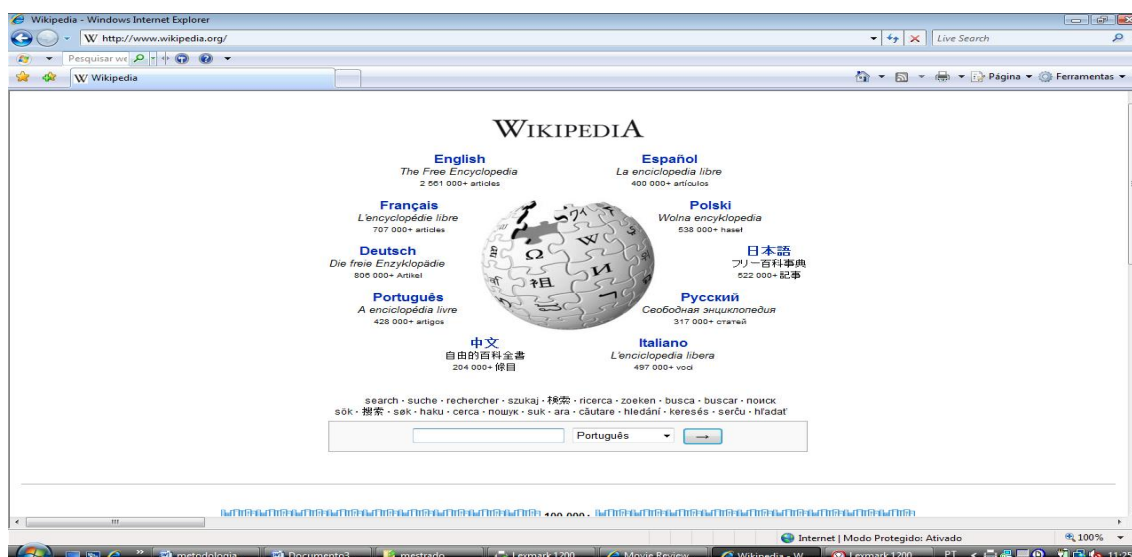 Wikipedia - Windows Internet Explorer
W http://www.wikipedia.org/ Live Search
Pesquisar we
W Wikipedia Página Ferramentas
WIKIPEDIA
English Español
The Free Encyclopedia La enciclopedia libre
2 661 000+ articles 400 000+ artículos
Français Polski
L'encyclopédie libre Wolna encyklopedia
707 000+ articles 538 000+ haseł
Deutsch 日本語
Die freie Enzyklopädie フリー百科事典
806 000+ Artikel 522 000+ 記事
Português Русский
A enciclopédia livre Свободная энциклопедия
428 000+ artigos 317 000+ статей
中文 Italiano
自由的百科全書 L'enciclopedia libera
204 000+ 條目 497 000+ voci
search · suche · rechercher · szukaj · 検索 · ricerca · zoeken · busca · buscar · поиск
sök · 搜索 · søk · haku · cerca · пошук · suk · ara · căutare · hledání · keresés · serĉu · hľadať
Português →
100 000+
Internet | Modo Protegido: Ativado 100%
metodologia Documento3 mestrado Lexmark 1200 Movie Review Wikipedia - W Lexmark 1200 PT 11:25